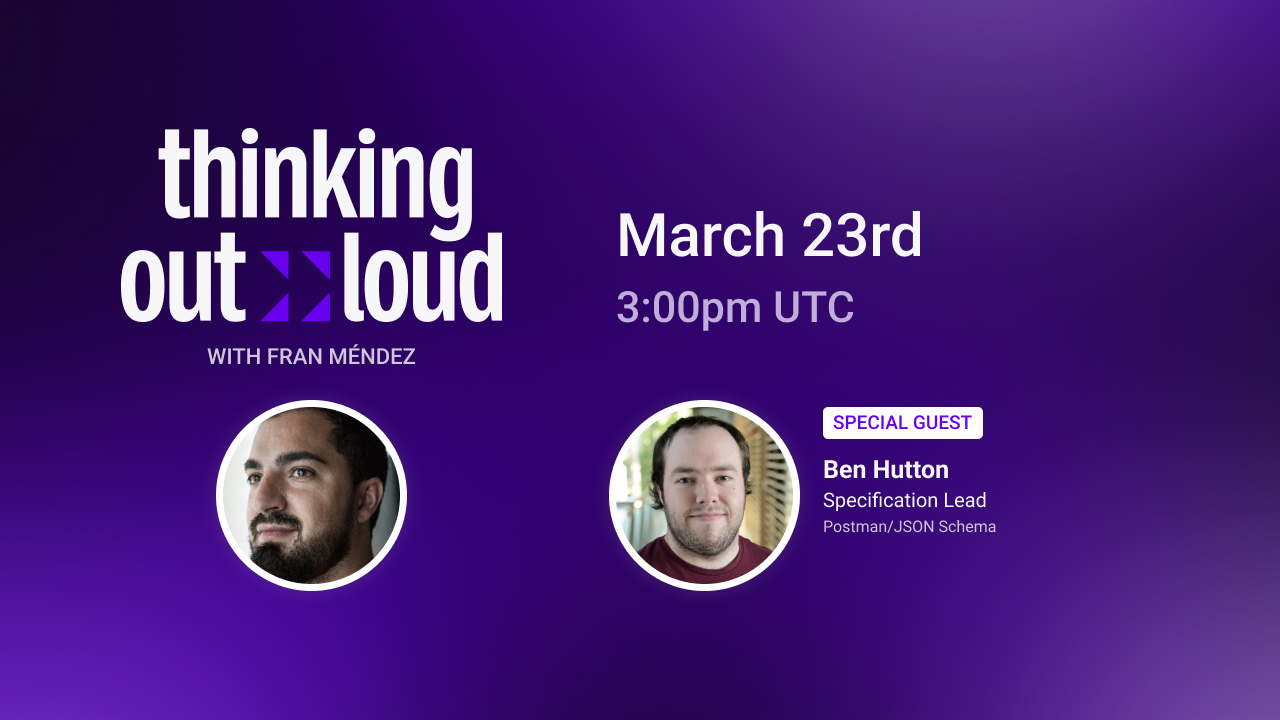 thinking
out loud
WITH FRAN MÉNDEZ
March 23rd
3:00pm UTC
SPECIAL GUEST
Ben Hutton
Specification Lead
Postman/JSON Schema